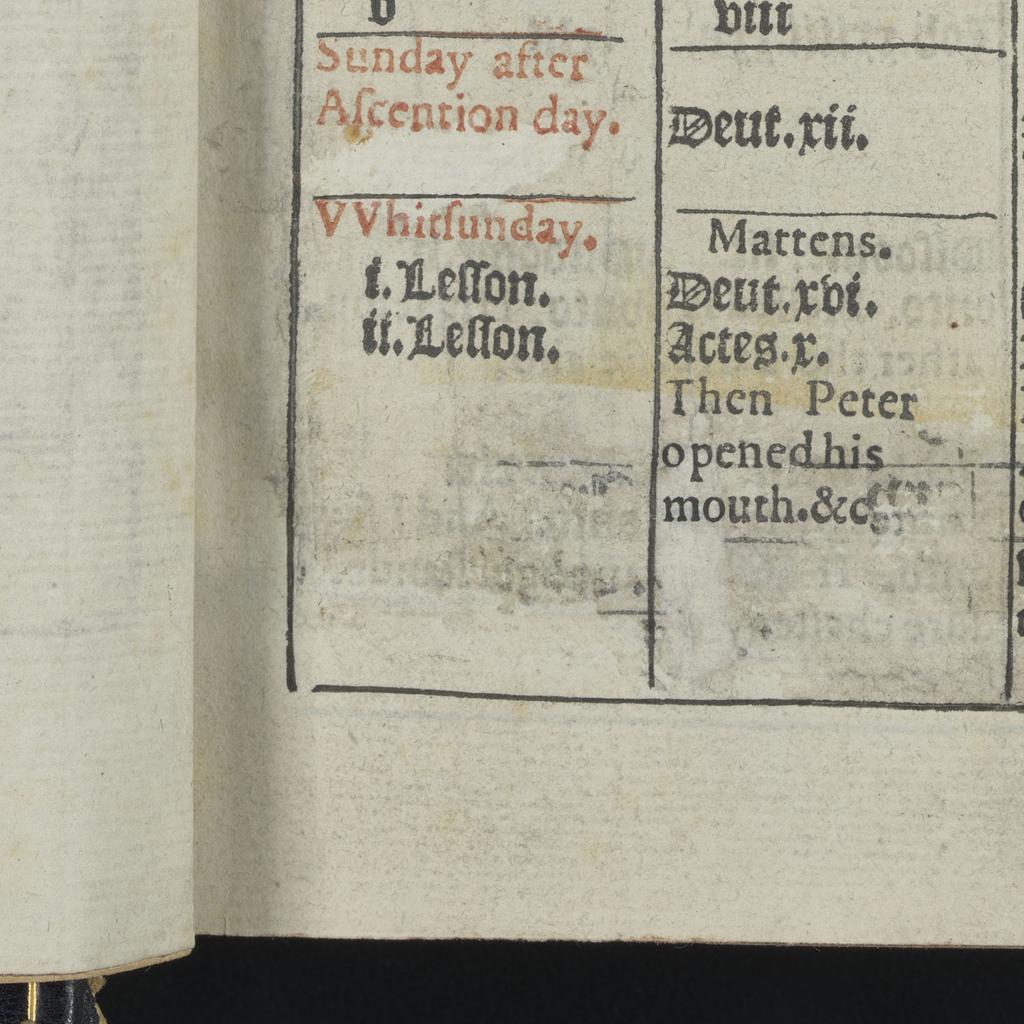 v
viii
Sunday after
Aſcention day.
Deut.xii.
VVhitſunday.
i.Leſſon.
ii.Leſſon.
Mattens.
Deut.xvi.
Actes.x.
Then Peter
opened his
mouth.&c.